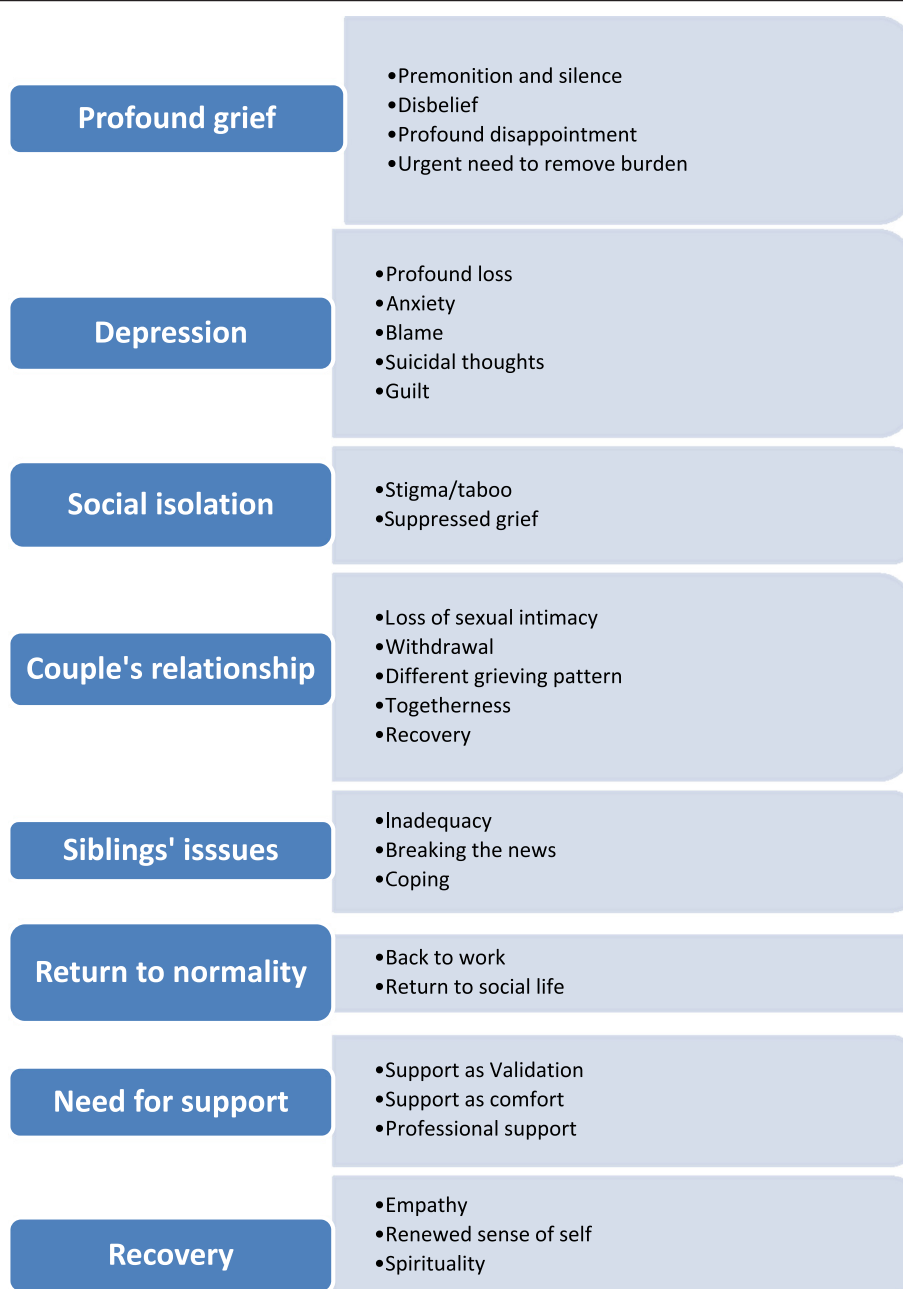 Profound grief
•Premonition and silence
•Disbelief
•Profound disappointment
•Urgent need to remove burden
Depression
•Profound loss
•Anxiety
•Blame
•Suicidal thoughts
•Guilt
Social isolation
•Stigma/taboo
•Suppressed grief
Couple's relationship
•Loss of sexual intimacy
•Withdrawal
•Different grieving pattern
•Togetherness
•Recovery
Siblings' isssues
•Inadequacy
•Breaking the news
•Coping
Return to normality
•Back to work
•Return to social life
Need for support
•Support as Validation
•Support as comfort
•Professional support
Recovery
•Empathy
•Renewed sense of self
•Spirituality